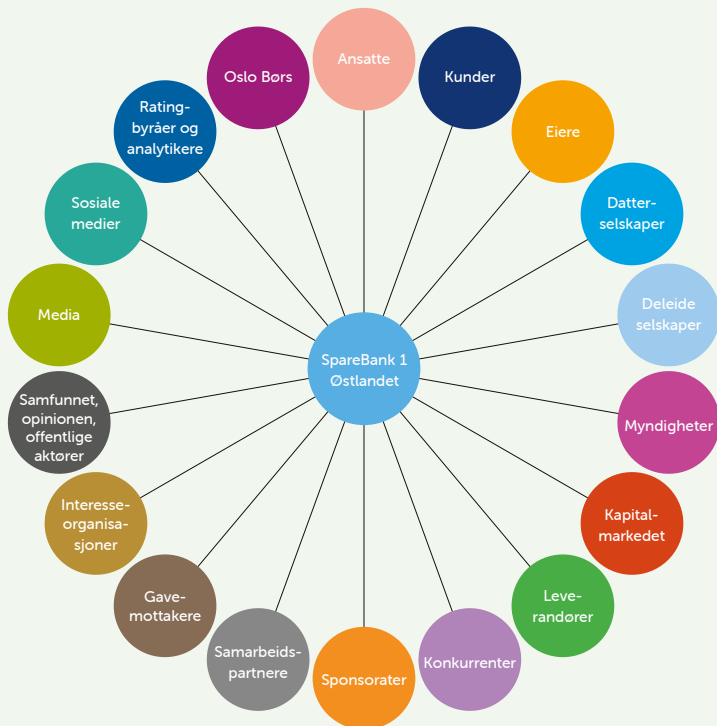 Ansatte
Kunder
Eiere
Datter-
selskaper
Deleide
selskaper
Myndigheter
Kapital-
markedet
Leve-
randører
Konkurrenter
Sponsorater
Samarbeids-
partnere
Gave-
mottakere
Interesse-
organisa-
sjoner
Samfunnet,
opinionen,
offentlige
aktører
Media
Sosiale
medier
Rating-
byråer og
analytikere
Oslo Børs
SpareBank 1
Østlandet